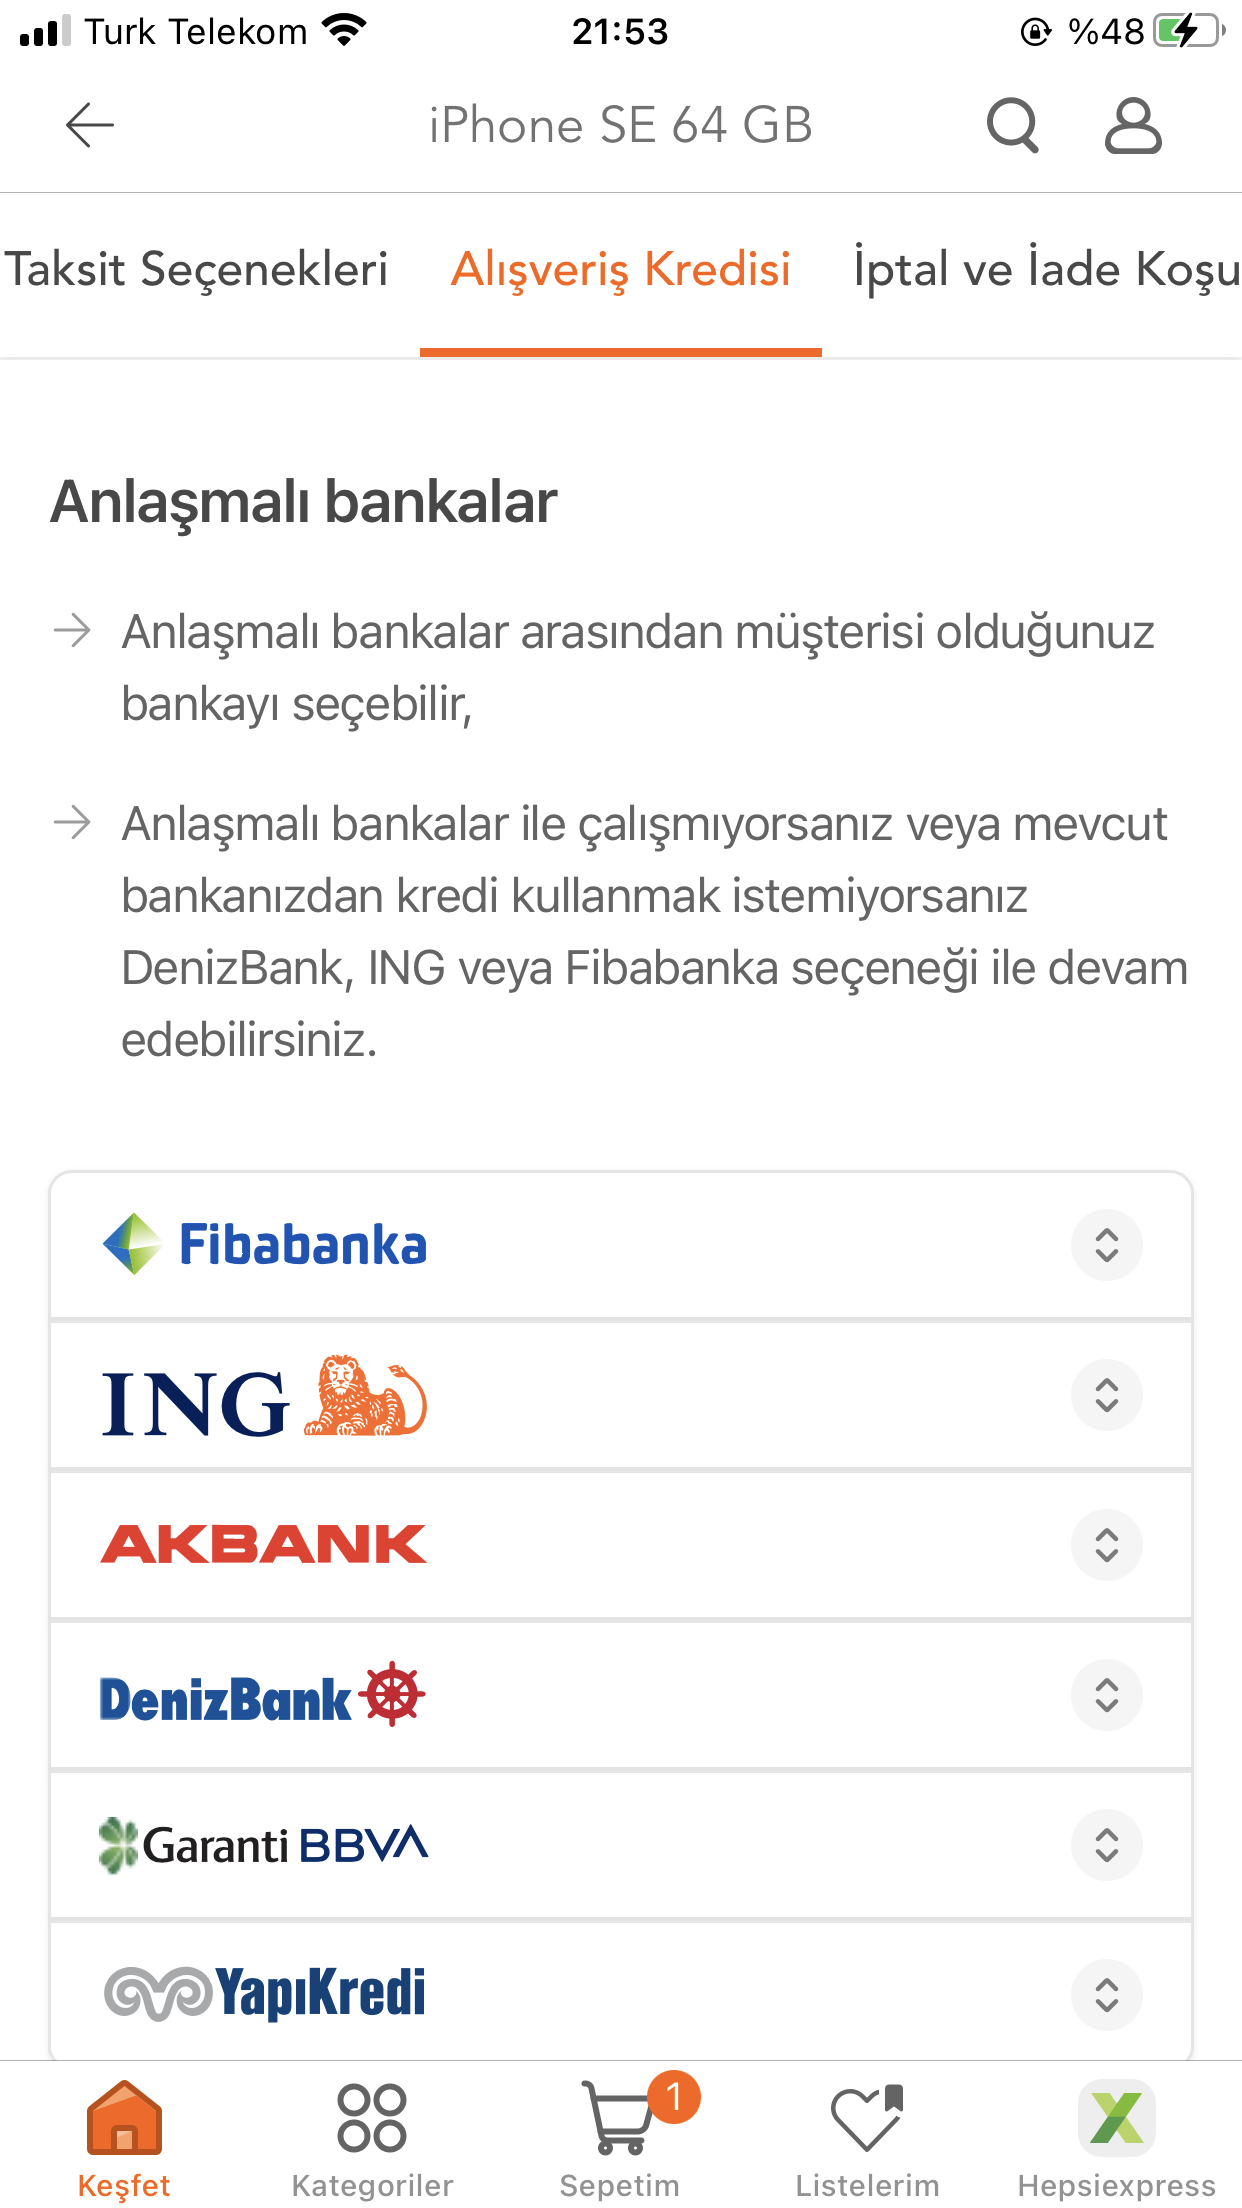 Turk Telekom 21:53 %48
iPhone SE 64 GB
Taksit Seçenekleri Alışveriş Kredisi İptal ve İade Koşu
Anlaşmalı bankalar
Anlaşmalı bankalar arasından müşterisi olduğunuz
bankayı seçebilir,
Anlaşmalı bankalar ile çalışmıyorsanız veya mevcut
bankanızdan kredi kullanmak istemiyorsanız
DenizBank, ING veya Fibabanka seçeneği ile devam
edebilirsiniz.
Fibabanka
ING
AKBANK
DenizBank
Garanti BBVA
YapıKredi
1
Keşfet Kategoriler Sepetim Listelerim Hepsiexpress